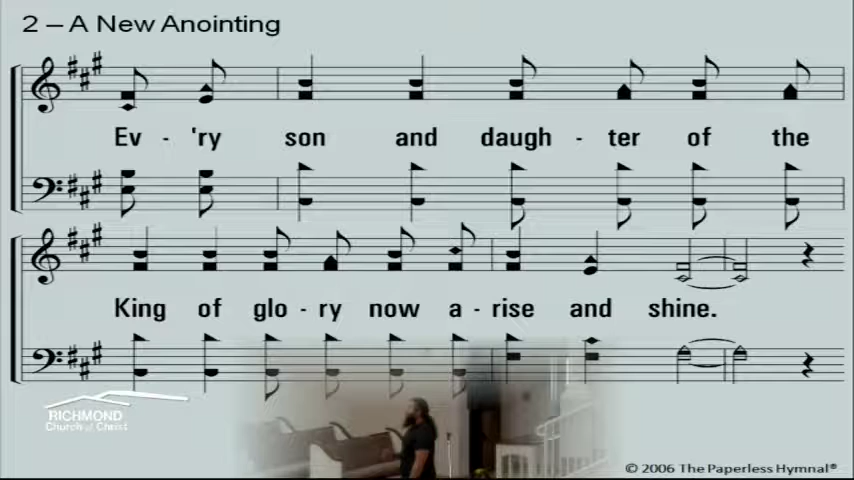 2 – A New Anointing
Ev - 'ry son and daugh - ter of the
King of glo - ry now a - rise and shine.
RICHMOND
Church of Christ
© 2006 The Paperless Hymnal®